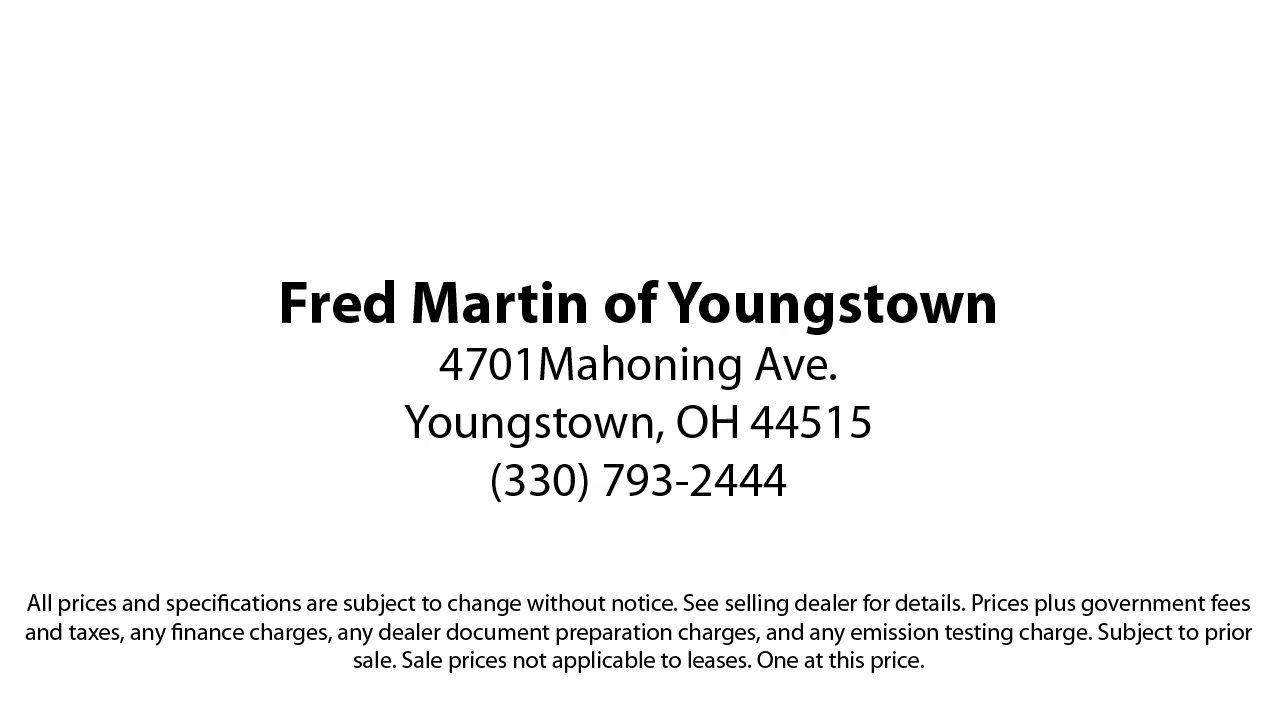 Fred Martin of Youngstown
4701Mahoning Ave.
Youngstown, OH 44515
(330) 793-2444
All prices and specifications are subject to change without notice. See selling dealer for details. Prices plus government fees
and taxes, any finance charges, any dealer document preparation charges, and any emission testing charge. Subject to prior
sale. Sale prices not applicable to leases. One at this price.